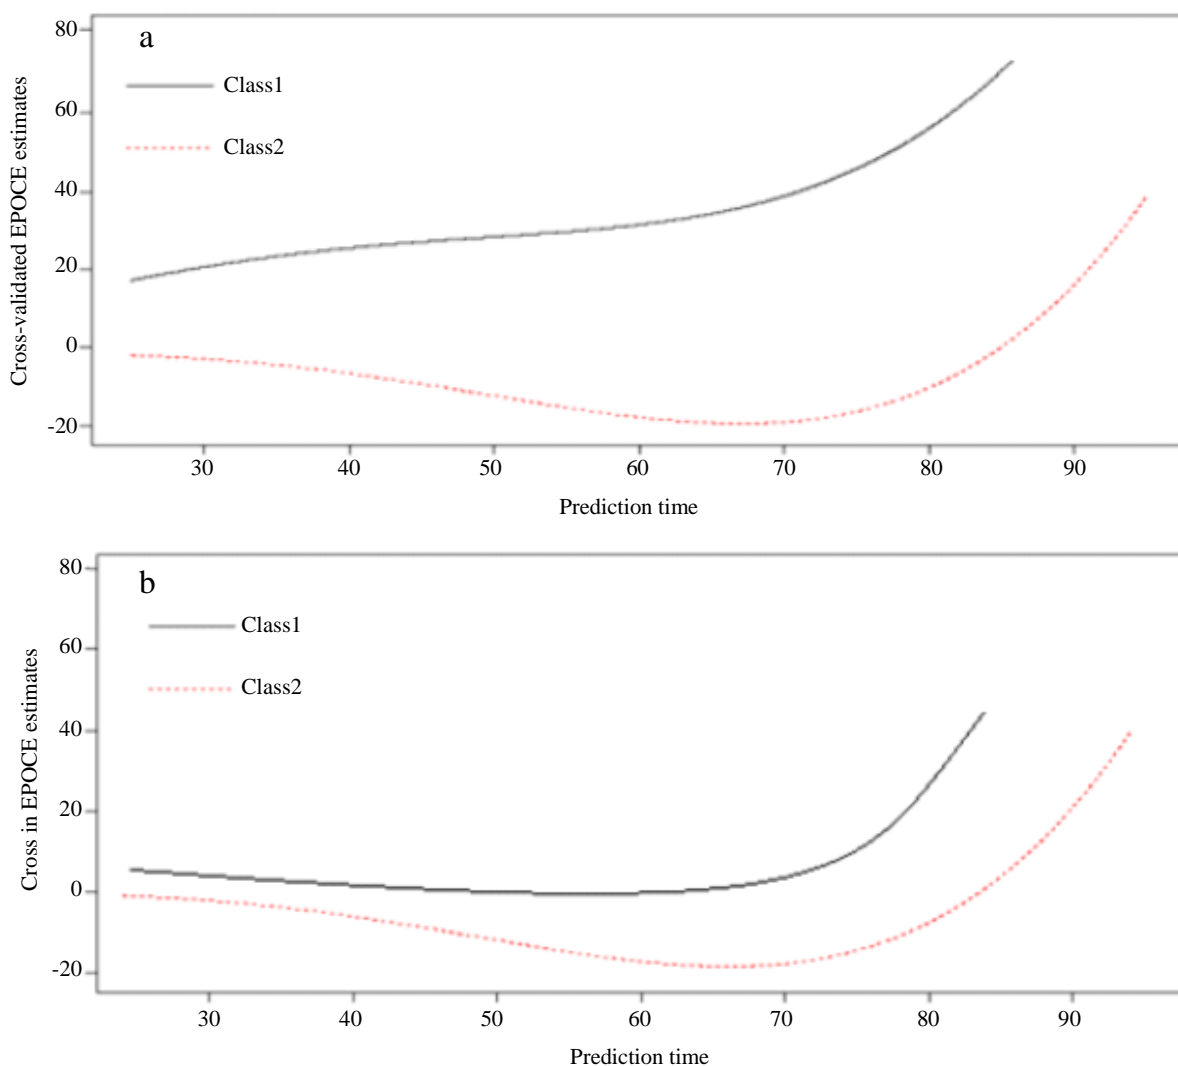 80
a
Class1
60
Class2
40
20
0
-20
Cross-validated EPOCE estimates
30 40 50 60 70 80 90
Prediction time
80
b
Class1
60
Class2
40
20
0
-20
Cross in EPOCE estimates
30 40 50 60 70 80 90
Prediction time